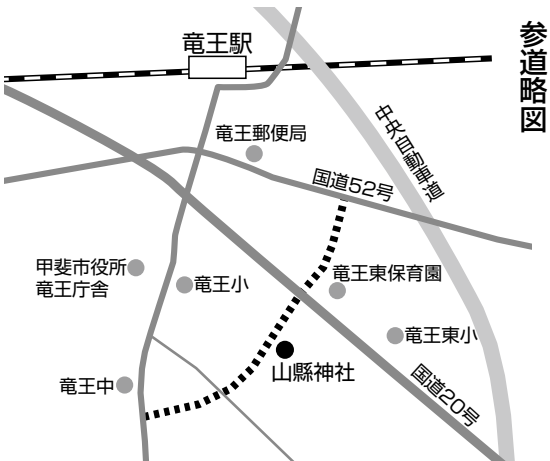 参道略図
竜王駅
中央自動車道
竜王郵便局
国道52号
甲斐市役所
竜王庁舎
竜王小
竜王東保育園
竜王東小
山縣神社
竜王中
国道20号